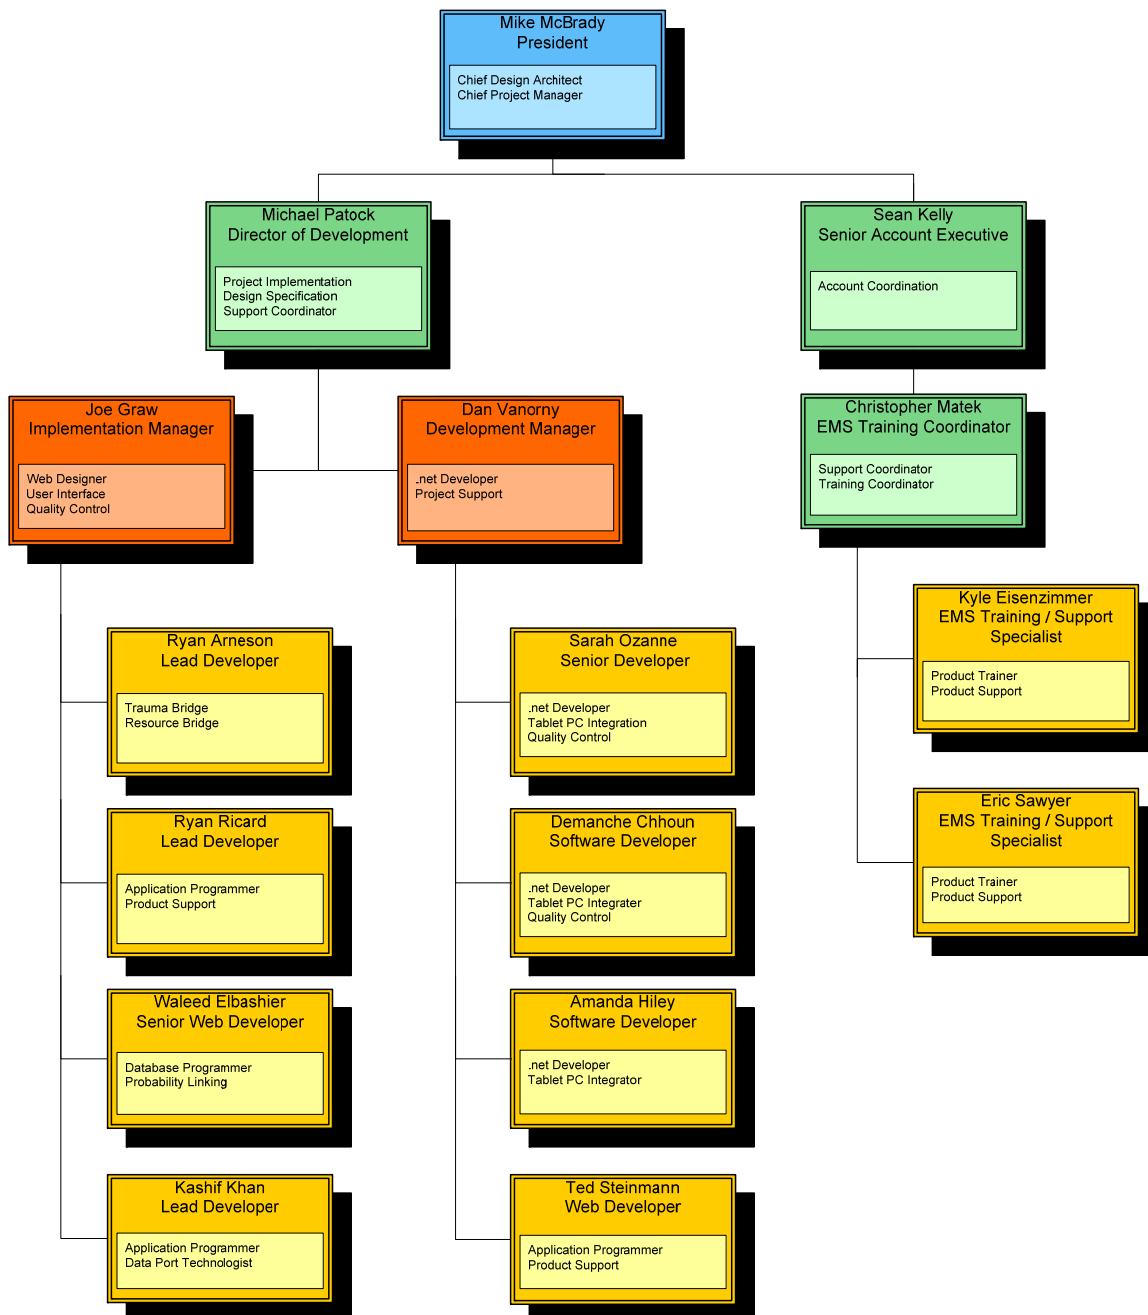 Mike McBrady
President
Chief Design Architect
Chief Project Manager
Michael Patock
Director of Development
Project Implementation
Design Specification
Support Coordinator
Sean Kelly
Senior Account Executive
Account Coordination
Joe Graw
Implementation Manager
Web Designer
User Interface
Quality Control
Dan Vanorny
Development Manager
.net Developer
Project Support
Christopher Matek
EMS Training Coordinator
Support Coordinator
Training Coordinator
Kyle Eisenzimmer
EMS Training / Support
Specialist
Product Trainer
Product Support
Ryan Arneson
Lead Developer
Trauma Bridge
Resource Bridge
Sarah Ozanne
Senior Developer
.net Developer
Tablet PC Integration
Quality Control
Eric Sawyer
EMS Training / Support
Specialist
Product Trainer
Product Support
Ryan Ricard
Lead Developer
Application Programmer
Product Support
Demanche Chhoun
Software Developer
.net Developer
Tablet PC Integrater
Quality Control
Waleed Elbashier
Senior Web Developer
Database Programmer
Probability Linking
Amanda Hiley
Software Developer
.net Developer
Tablet PC Integrator
Kashif Khan
Lead Developer
Application Programmer
Data Port Technologist
Ted Steinmann
Web Developer
Application Programmer
Product Support